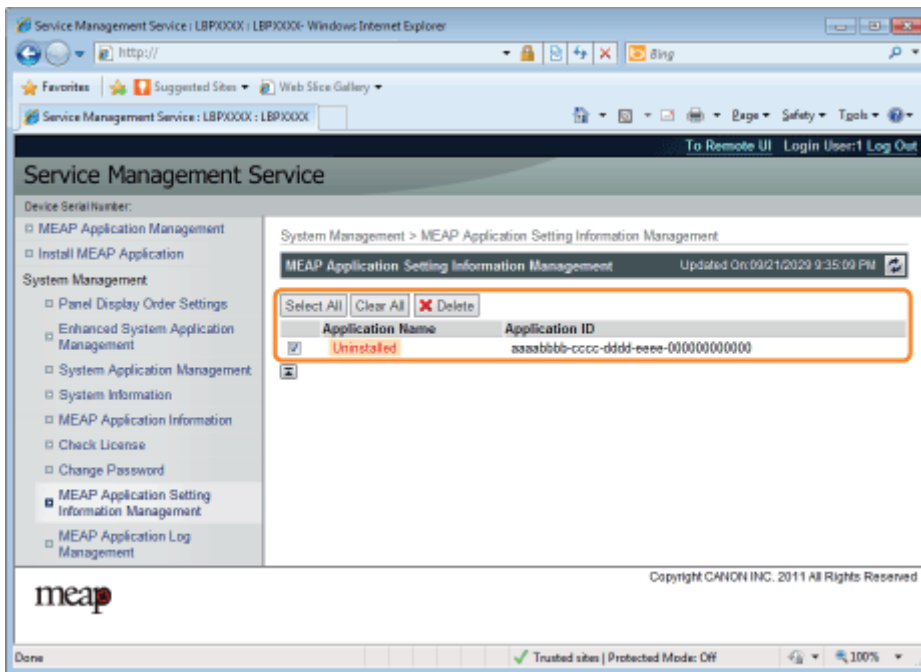 Service Management Service : LBPXXXX : LBPXXXX- Windows Internet Explorer
http://
Bing
Favorites Suggested Sites Web Slice Gallery
Service Management Service : LBPXXXX : LBPXXXX
Page Safety Tools
To Remote UI Login User:1 Log Out
Service Management Service
Device Serial Number:
MEAP Application Management
Install MEAP Application
System Management
Panel Display Order Settings
Enhanced System Application
Management
System Application Management
System Information
MEAP Application Information
Check License
Change Password
MEAP Application Setting
Information Management
MEAP Application Log
Management
System Management > MEAP Application Setting Information Management
MEAP Application Setting Information Management Updated On:09/21/2029 9:35:09 PM
Select All Clear All Delete
Application Name Application ID
Uninstalled aaaabbbb-cccc-dddd-eeee-000000000000
Copyright CANON INC. 2011 All Rights Reserved
meap
Done Trusted sites | Protected Mode: Off 100%